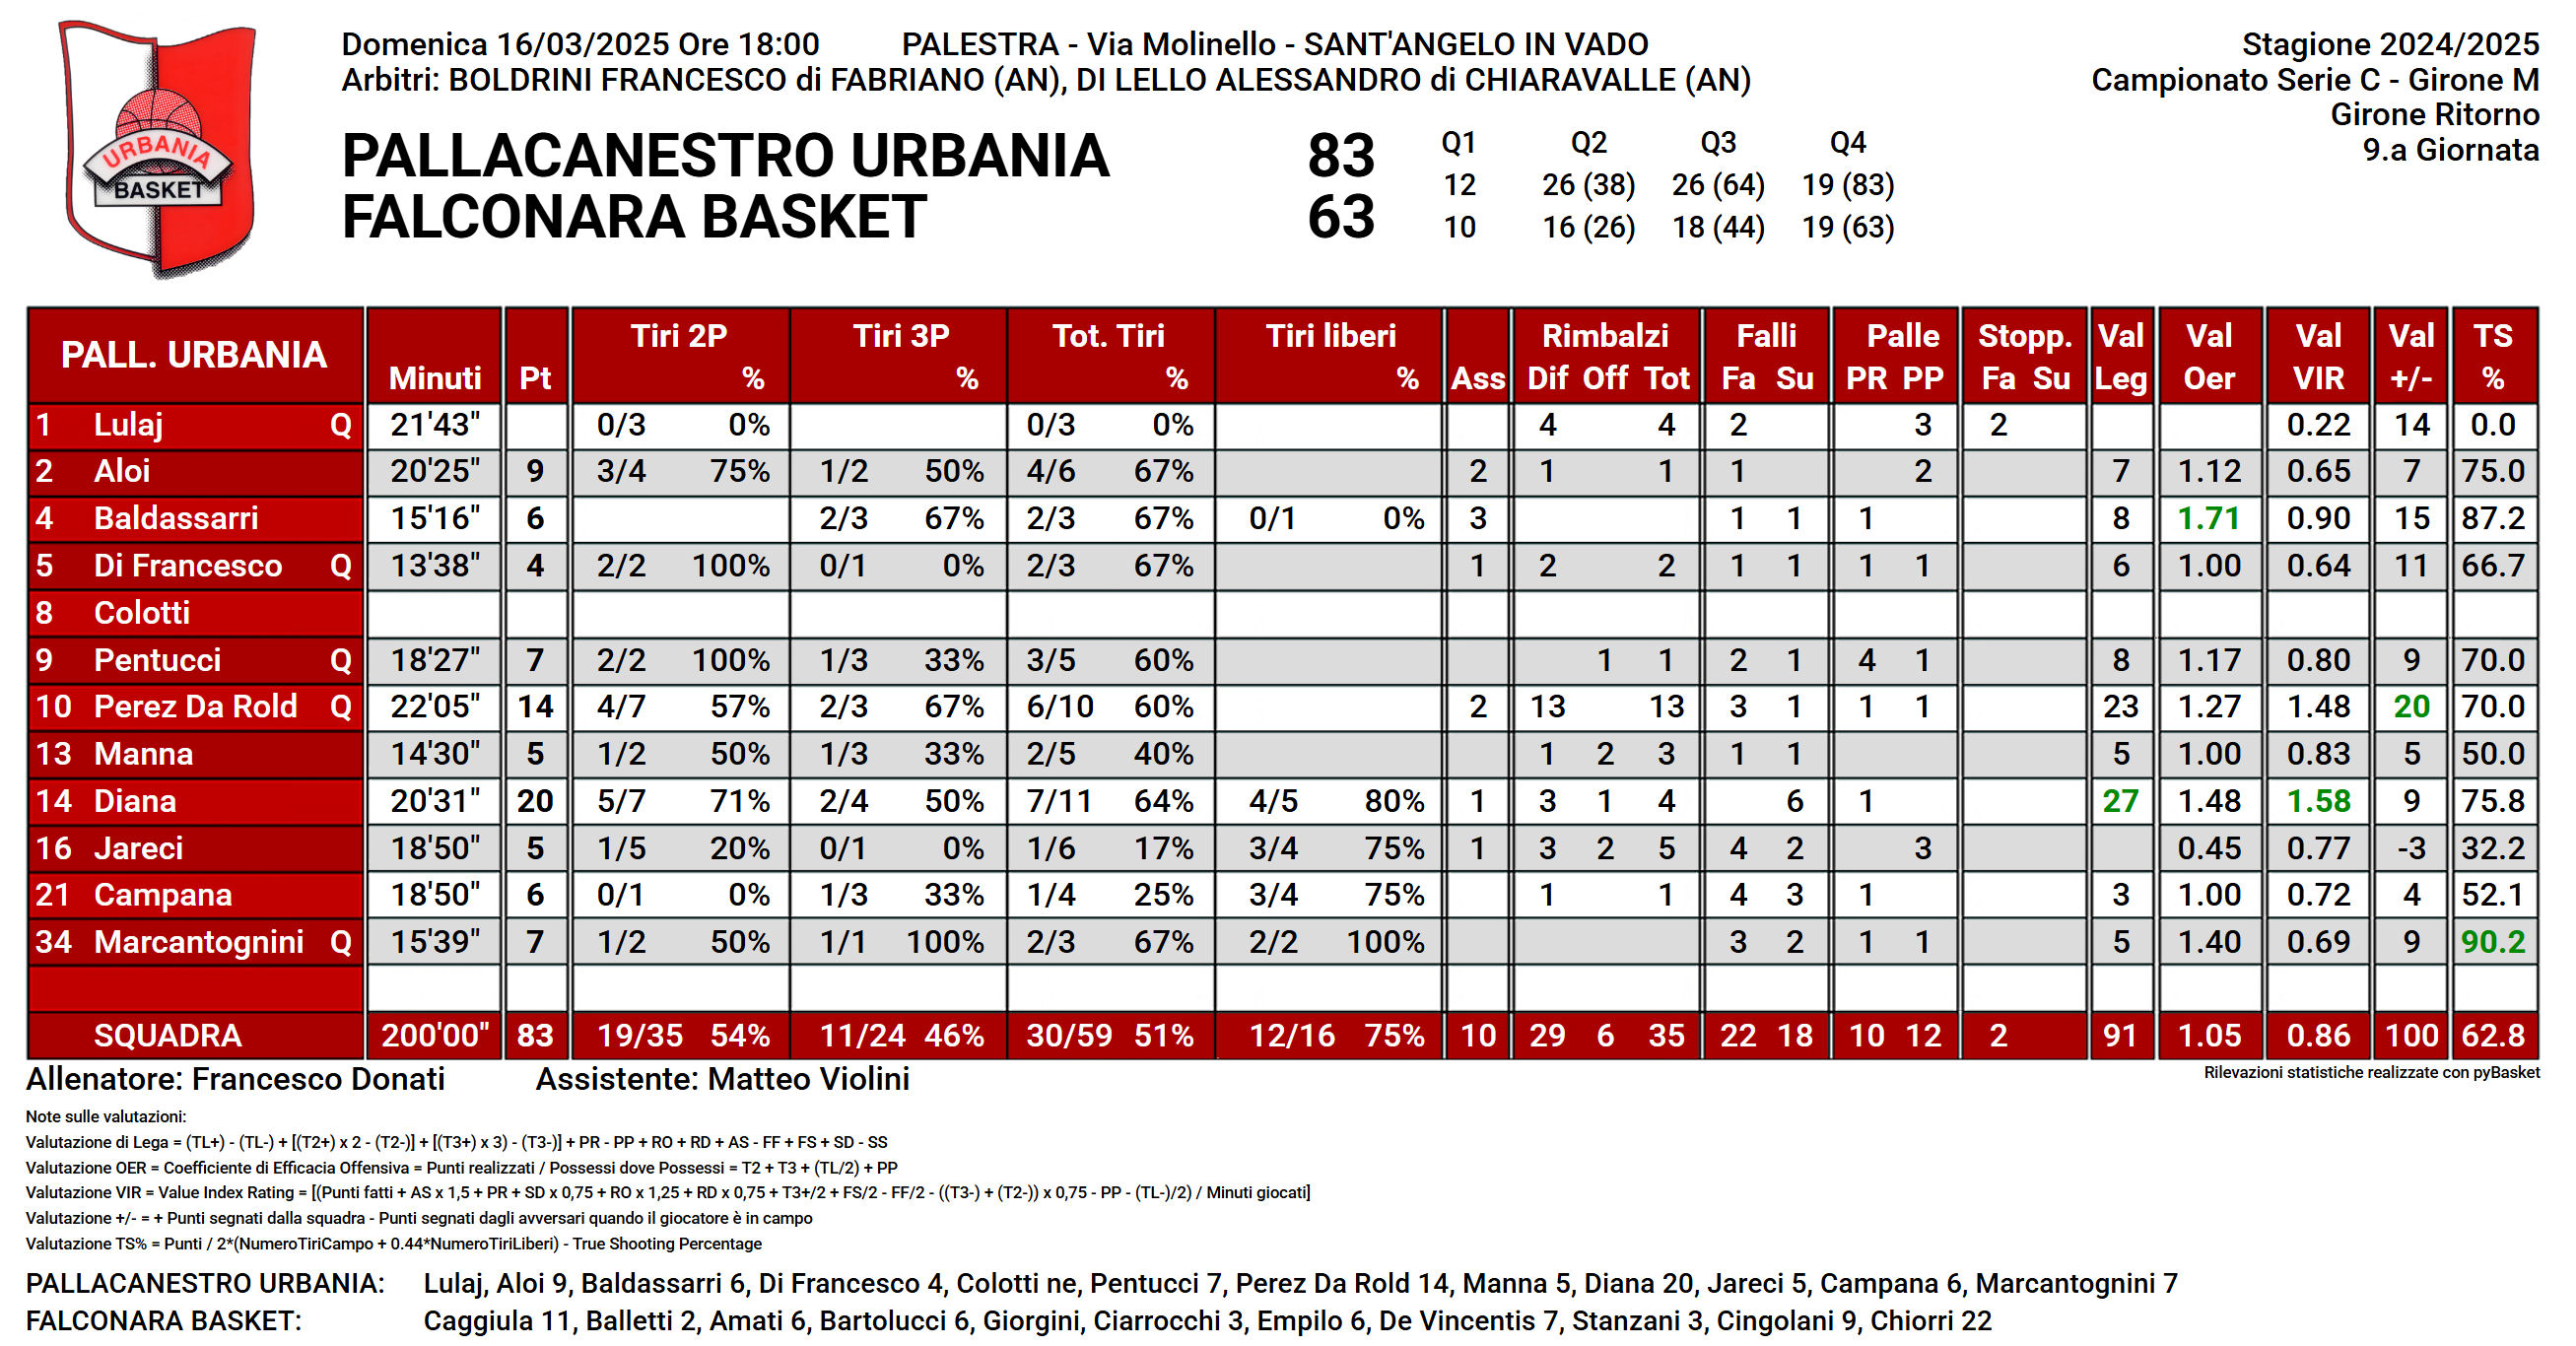 URBANIA
BASKET
Domenica 16/03/2025 Ore 18:00 PALESTRA - Via Molinello - SANT'ANGELO IN VADO
Arbitri: BOLDRINI FRANCESCO di FABRIANO (AN), DI LELLO ALESSANDRO di CHIARAVALLE (AN)
Stagione 2024/2025
Campionato Serie C - Girone M
Girone Ritorno
9.a Giornata
Q1 Q2 Q3 Q4
PALLACANESTRO URBANIA 83 12 26 (38) 26 (64) 19 (83)
FALCONARA BASKET 63 10 16 (26) 18 (44) 19 (63)
PALL. URBANIA Tiri 2P Tiri 3P Tot. Tiri Tiri liberi Rimbalzi Falli Palle Stopp. Val Val Val Val TS
Minuti Pt % % % % Ass Dif Off Tot Fa Su PR PP Fa Su Leg Oer VIR +/- %
1 Lulaj Q 21'43" 0/3 0% 0/3 0% 4 4 2 3 2 0.22 14 0.0
2 Aloi 20'25" 9 3/4 75% 1/2 50% 4/6 67% 2 1 1 1 2 7 1.12 0.65 7 75.0
4 Baldassarri 15'16" 6 2/3 67% 2/3 67% 0/1 0% 3 1 1 1 8 1.71 0.90 15 87.2
5 Di Francesco Q 13'38" 4 2/2 100% 0/1 0% 2/3 67% 1 2 2 1 1 1 1 6 1.00 0.64 11 66.7
8 Colotti
9 Pentucci Q 18'27" 7 2/2 100% 1/3 33% 3/5 60% 1 1 2 1 4 1 8 1.17 0.80 9 70.0
10 Perez Da Rold Q 22'05" 14 4/7 57% 2/3 67% 6/10 60% 2 13 13 3 1 1 1 23 1.27 1.48 20 70.0
13 Manna 14'30" 5 1/2 50% 1/3 33% 2/5 40% 1 2 3 1 1 5 1.00 0.83 5 50.0
14 Diana 20'31" 20 5/7 71% 2/4 50% 7/11 64% 4/5 80% 1 3 1 4 6 1 27 1.48 1.58 9 75.8
16 Jareci 18'50" 5 1/5 20% 0/1 0% 1/6 17% 3/4 75% 1 3 2 5 4 2 3 0.45 0.77 -3 32.2
21 Campana 18'50" 6 0/1 0% 1/3 33% 1/4 25% 3/4 75% 1 1 4 3 1 3 1.00 0.72 4 52.1
34 Marcantognini Q 15'39" 7 1/2 50% 1/1 100% 2/3 67% 2/2 100% 3 2 1 1 5 1.40 0.69 9 90.2
SQUADRA 200'00" 83 19/35 54% 11/24 46% 30/59 51% 12/16 75% 10 29 6 35 22 18 10 12 2 91 1.05 0.86 100 62.8
Allenatore: Francesco Donati Assistente: Matteo Violini Rilevazioni statistiche realizzate con pyBasket
Note sulle valutazioni:
Valutazione di Lega = (TL+) - (TL-) + [(T2+) x 2 - (T2-)] + [(T3+) x 3) - (T3-)] + PR - PP + RO + RD + AS - FF + FS + SD - SS
Valutazione OER = Coefficiente di Efficacia Offensiva = Punti realizzati / Possessi dove Possessi = T2 + T3 + (TL/2) + PP
Valutazione VIR = Value Index Rating = [(Punti fatti + AS x 1,5 + PR + SD x 0,75 + RO x 1,25 + RD x 0,75 + T3+/2 + FS/2 - FF/2 - ((T3-) + (T2-)) x 0,75 - PP - (TL-)/2) / Minuti giocati]
Valutazione +/- = + Punti segnati dalla squadra - Punti segnati dagli avversari quando il giocatore è in campo
Valutazione TS% = Punti / 2*(NumeroTiriCampo + 0.44*NumeroTiriLiberi) - True Shooting Percentage
PALLACANESTRO URBANIA: Lulaj, Aloi 9, Baldassarri 6, Di Francesco 4, Colotti ne, Pentucci 7, Perez Da Rold 14, Manna 5, Diana 20, Jareci 5, Campana 6, Marcantognini 7
FALCONARA BASKET: Caggiula 11, Balletti 2, Amati 6, Bartolucci 6, Giorgini, Ciarrocchi 3, Empilo 6, De Vincentis 7, Stanzani 3, Cingolani 9, Chiorri 22